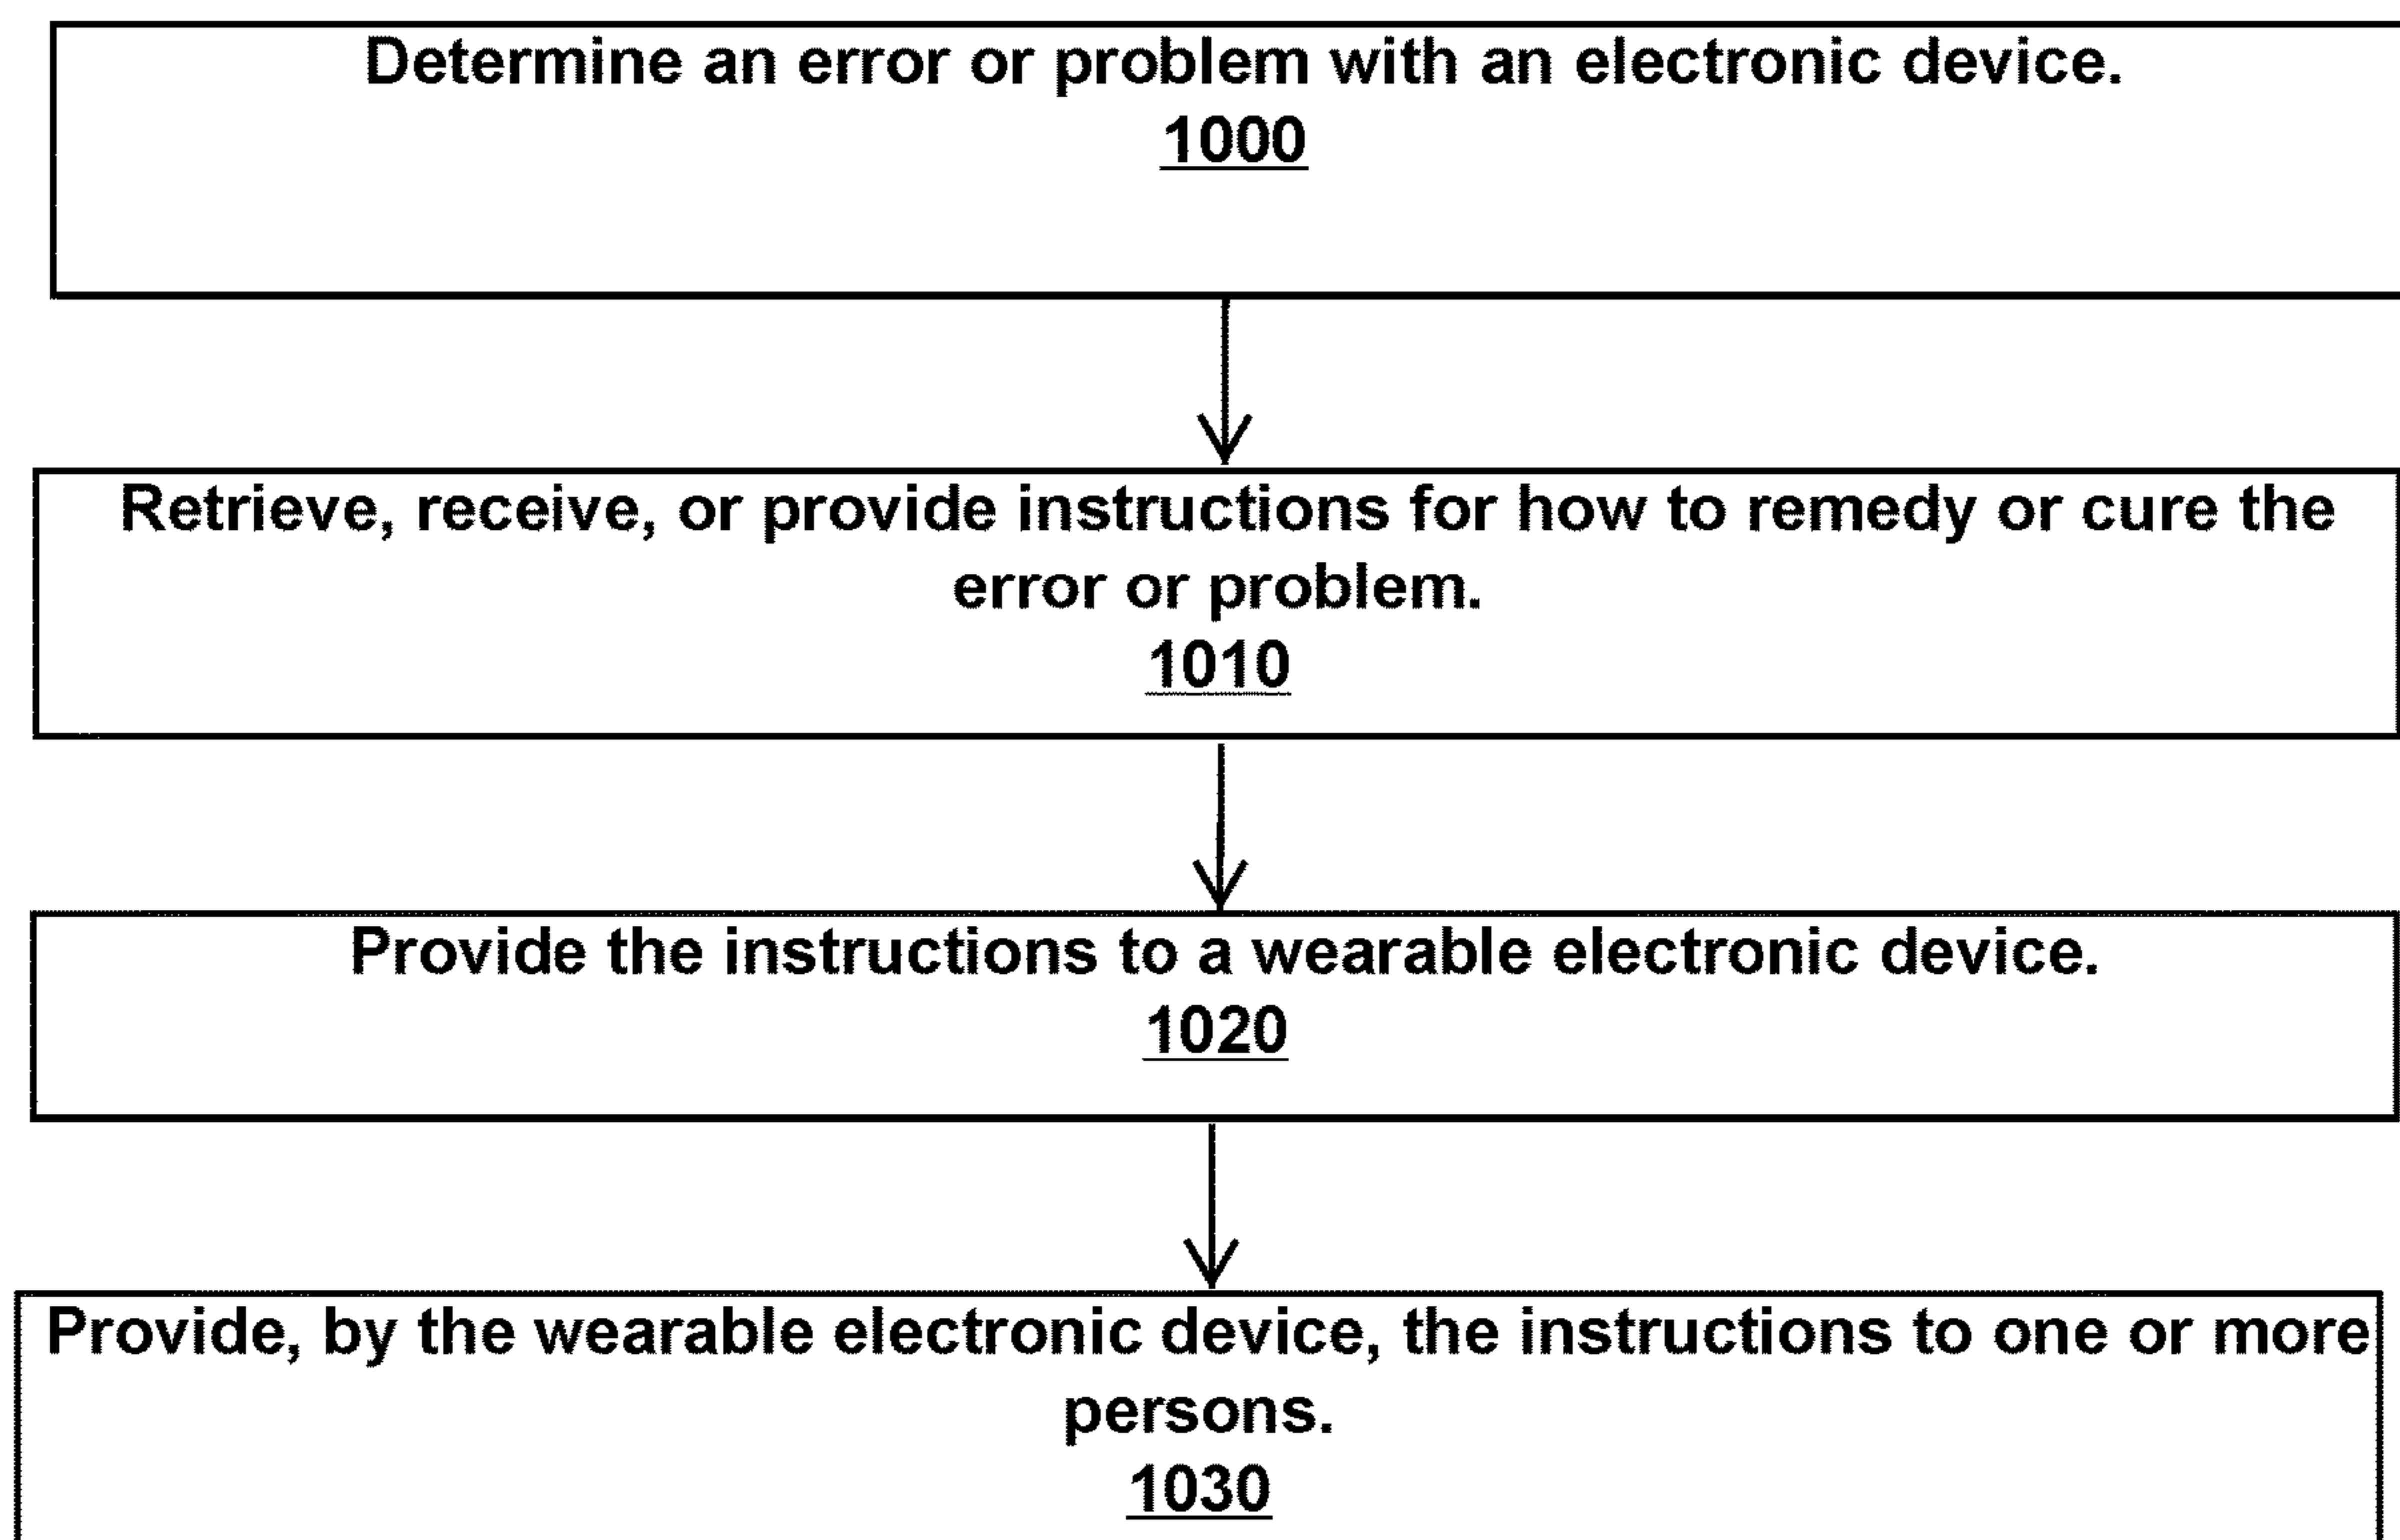 Determine an error or problem with an electronic device.
1000
Retrieve, receive, or provide instructions for how to remedy or cure the
error or problem.
1010
Provide the instructions to a wearable electronic device.
1020
Provide, by the wearable electronic device, the instructions to one or more
persons.
1030